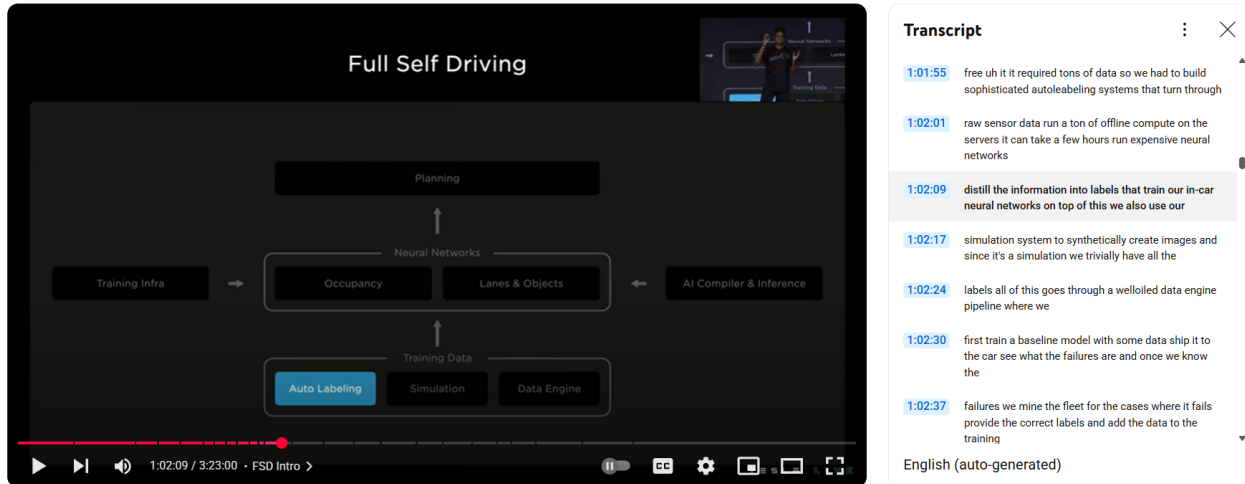 Full Self Driving
Planning
Neural Networks
Training Infra
Occupancy
Lanes & Objects
AI Compiler & Inference
Training Data
Auto Labeling
Simulation
Data Engine
1:02:09 / 3:23:00 • FSD Intro >
CC
Transcript
1:01:55
free uh it it required tons of data so we had to build
sophisticated autoleabeling systems that turn through
1:02:01
raw sensor data run a ton of offline compute on the
servers it can take a few hours run expensive neural
networks
1:02:09
distill the information into labels that train our in-car
neural networks on top of this we also use our
1:02:17
simulation system to synthetically create images and
since it's a simulation we trivially have all the
1:02:24
labels all of this goes through a welloiled data engine
pipeline where we
1:02:30
first train a baseline model with some data ship it to
the car see what the failures are and once we know
the
1:02:37
failures we mine the fleet for the cases where it fails
provide the correct labels and add the data to the
training
English (auto-generated)